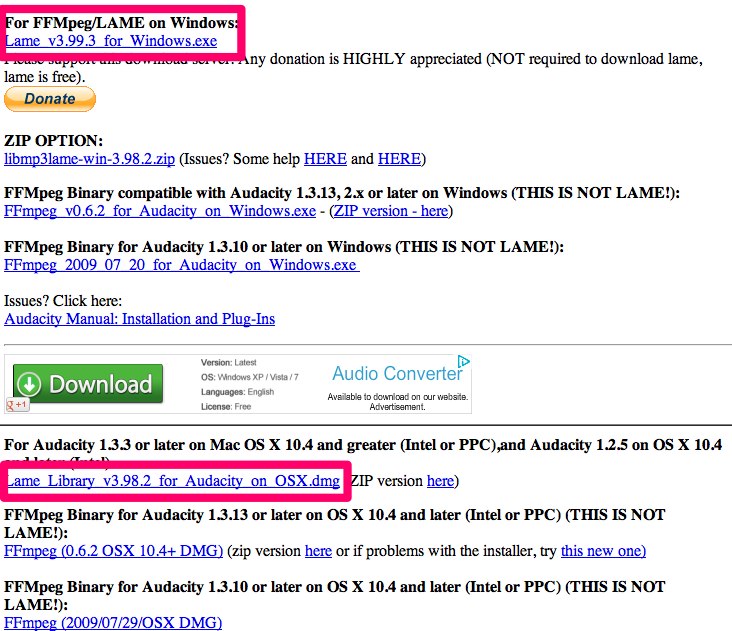 For FFMpeg/LAME on Windows:
Lame_v3.99.3_for_Windows.exe
Please support this download server. Any donation is HIGHLY appreciated (NOT required to download lame,
lame is free).
Donate
ZIP OPTION:
libmp3lame-win-3.98.2.zip (Issues? Some help HERE and HERE)
FFMpeg Binary compatible with Audacity 1.3.13, 2.x or later on Windows (THIS IS NOT LAME!):
FFmpeg_v0.6.2_for_Audacity_on_Windows.exe - (ZIP version - here)
FFMpeg Binary for Audacity 1.3.10 or later on Windows (THIS IS NOT LAME!):
FFmpeg_2009_07_20_for_Audacity_on_Windows.exe
Issues? Click here:
Audacity Manual: Installation and Plug-Ins
Download
g +1
Version: Latest
OS: Windows XP / Vista / 7
Languages: English
License: Free
Audio Converter
Available to download on our website.
Advertisement.
For Audacity 1.3.3 or later on Mac OS X 10.4 and greater (Intel or PPC),and Audacity 1.2.5 on OS X 10.4
and later (Intel)
Lame_Library_v3.98.2_for_Audacity_on_OSX.dmg ZIP version here)
FFMpeg Binary for Audacity 1.3.13 or later on OS X 10.4 and later (Intel or PPC) (THIS IS NOT
LAME!):
FFmpeg (0.6.2 OSX 10.4+ DMG) (zip version here or if problems with the installer, try this new one)
FFMpeg Binary for Audacity 1.3.10 or later on OS X 10.4 and later (Intel or PPC) (THIS IS NOT
LAME!):
FFmpeg (2009/07/29/OSX DMG)